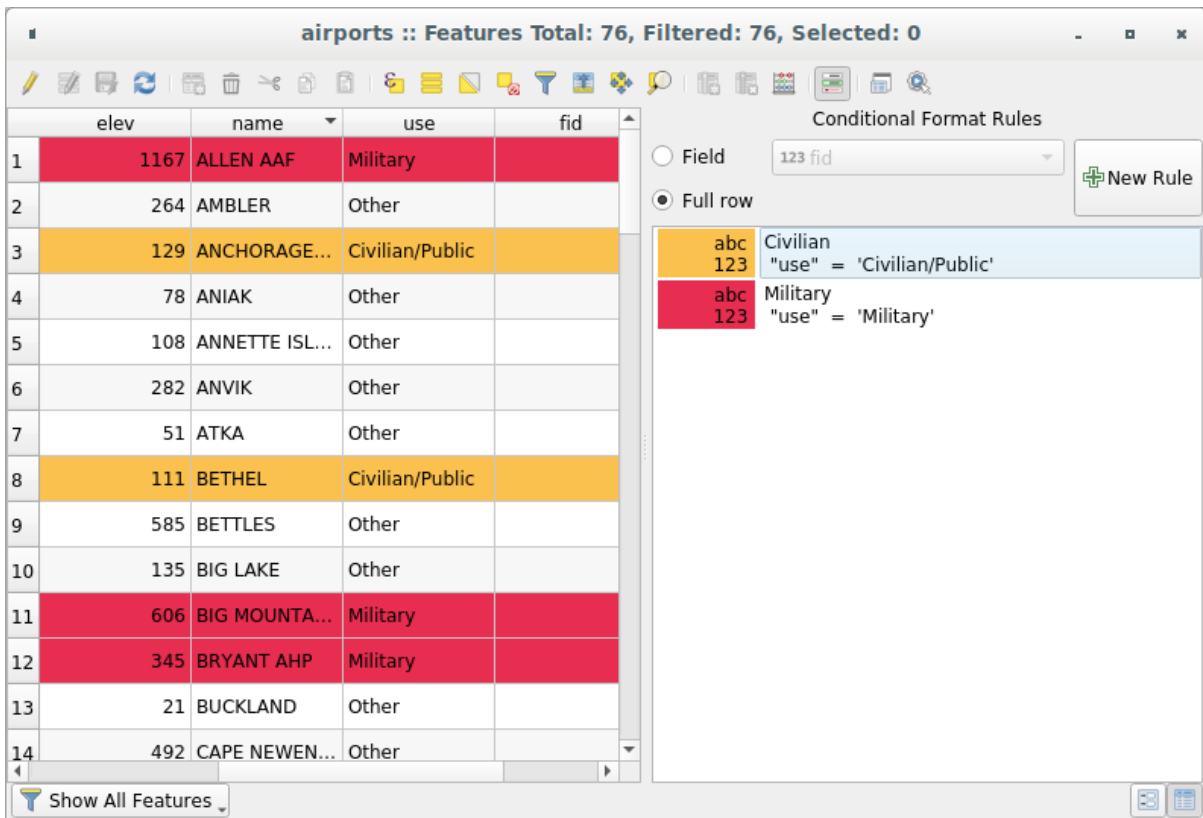 airports :: Features Total: 76, Filtered: 76, Selected: 0
elev name use fid
1 1167 ALLEN AAF Military
2 264 AMBLER Other
3 129 ANCHORAGE... Civilian/Public
4 78 ANIAK Other
5 108 ANNETTE ISL... Other
6 282 ANVIK Other
7 51 ATKA Other
8 111 BETHEL Civilian/Public
9 585 BETTLES Other
10 135 BIG LAKE Other
11 606 BIG MOUNTA... Military
12 345 BRYANT AHP Military
13 21 BUCKLAND Other
14 492 CAPE NEWEN... Other
Show All Features
Conditional Format Rules
Field 123 fid
New Rule
Full row
abc Civilian
123 "use" = 'Civilian/Public'
abc Military
123 "use" = 'Military'